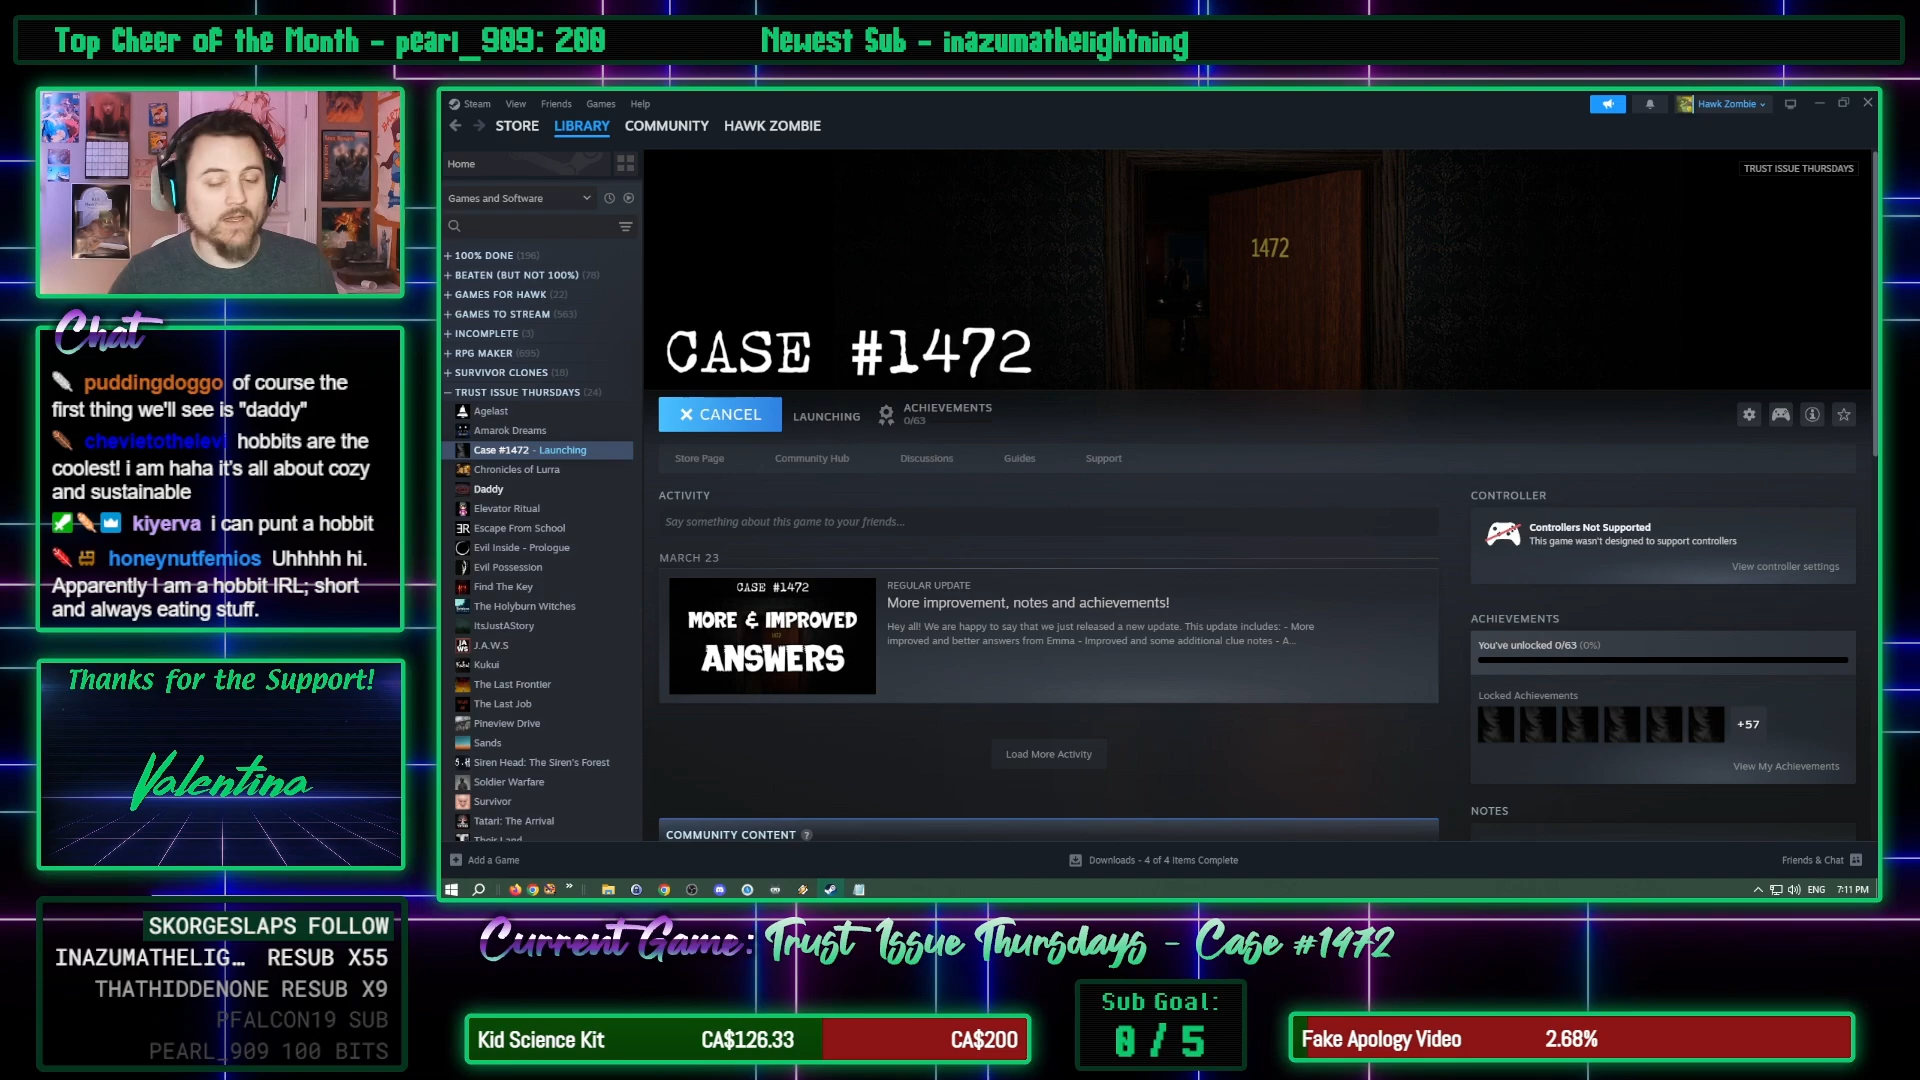 Top Cheer of the Month - pearl_909: 200
Newest Sub - inazumathelightning
Steam View Friends Games Help
Hawk Zombie
STORE LIBRARY COMMUNITY HAWK ZOMBIE
Home
Games and Software
+ 100% DONE (196)
+ BEATEN (BUT NOT 100%) (78)
+ GAMES FOR HAWK (22)
+ GAMES TO STREAM (563)
+ INCOMPLETE (3)
+ RPG MAKER (695)
+ SURVIVOR CLONES (18)
— TRUST ISSUE THURSDAYS (24)
Agelast
Amarok Dreams
Case #1472 - Launching
Chronicles of Lurra
Daddy
Elevator Ritual
Escape From School
Evil Inside - Prologue
Evil Possession
Find The Key
The Holyburn Witches
ItsJustAStory
J.A.W.S
Kukui
The Last Frontier
The Last Job
Pineview Drive
Sands
Siren Head: The Siren's Forest
Soldier Warfare
Survivor
Tatari: The Arrival
Their Land
TRUST ISSUE THURSDAYS
1472
CASE #1472
CANCEL
LAUNCHING
ACHIEVEMENTS
0/63
Store Page Community Hub Discussions Guides Support
ACTIVITY
Say something about this game to your friends...
MARCH 23
CASE #1472
MORE & IMPROVED
1472
ANSWERS
REGULAR UPDATE
More improvement, notes and achievements!
Hey all! We are happy to say that we just released a new update. This update includes: - More
improved and better answers from Emma - Improved and some additional clue notes - A...
Load More Activity
COMMUNITY CONTENT ?
CONTROLLER
Controllers Not Supported
This game wasn't designed to support controllers
View controller settings
ACHIEVEMENTS
You've unlocked 0/63 (0%)
Locked Achievements
+57
View My Achievements
NOTES
Add a Game
Downloads - 4 of 4 Items Complete
Friends & Chat
ENG 7:11 PM
Chat
puddingdoggo of course the
first thing we'll see is "daddy"
chevietothelevi hobbits are the
coolest! i am haha it's all about cozy
and sustainable
kiyerva i can punt a hobbit
honeynutfemios Uhhhhh hi.
Apparently I am a hobbit IRL; short
and always eating stuff.
Thanks for the Support!
Valentina
SKORGESLAPS FOLLOW
INAZUMATHELIG... RESUB X55
THATHIDDENONE RESUB X9
PFALCON19 SUB
PEARL_909 100 BITS
Current Game: Trust Issue Thursdays - Case #1472
Kid Science Kit CA$126.33 CA$200
Sub Goal:
0 / 5
Fake Apology Video 2.68%